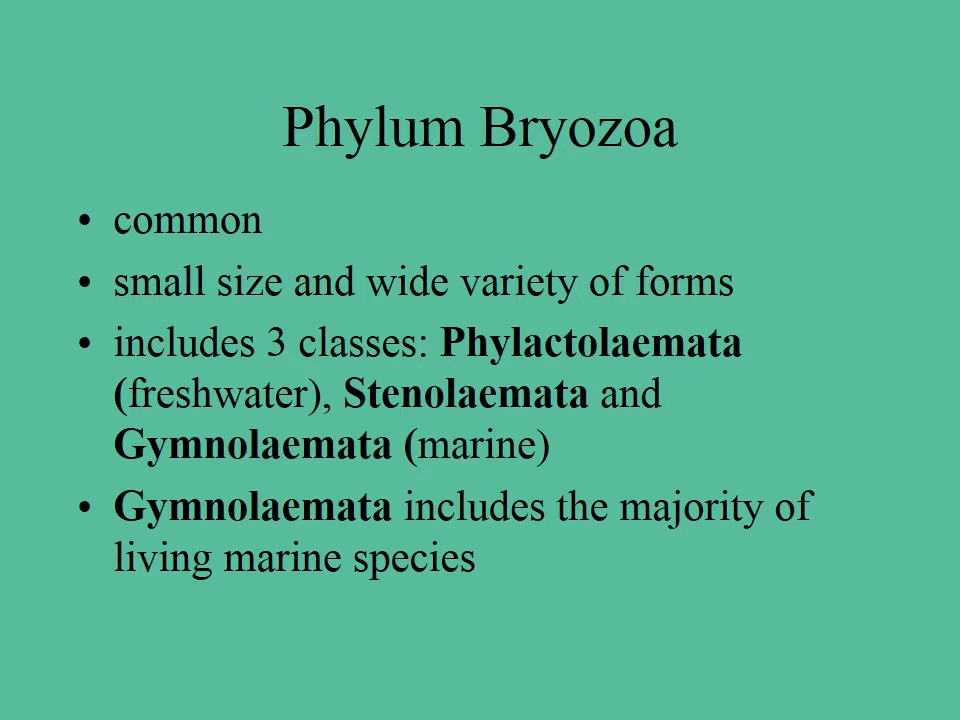 Phylum Bryozoa
• common
• small size and wide variety of forms
• includes 3 classes: Phylactolaemata
(freshwater), Stenolaemata and
Gymnolaemata (marine)
• Gymnolaemata includes the majority of
living marine species